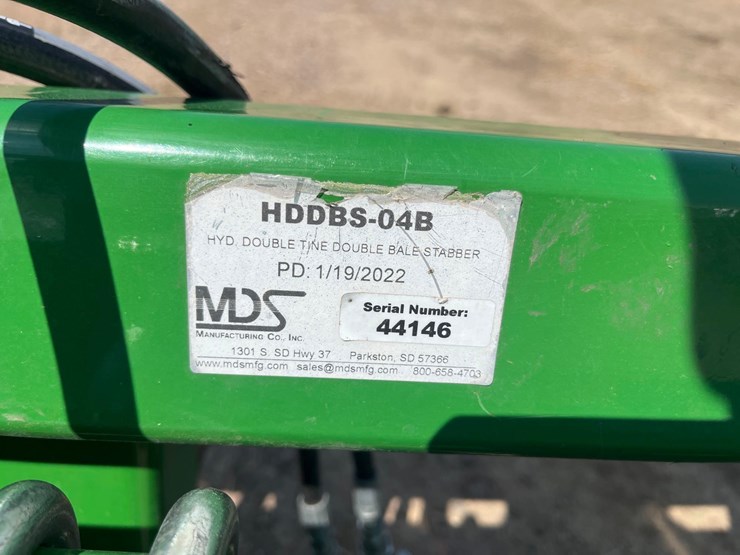 HDDBS-04B
HYD. DOUBLE TINE DOUBLE BALE STABBER
PD: 1/19/2022
MDS
MANUFACTURING CO., INC.
Serial Number:
44146
1301 S. SD Hwy 37 Parkston, SD 57366
www.mdsmfg.com sales@mdsmfg.com 800-658-4703